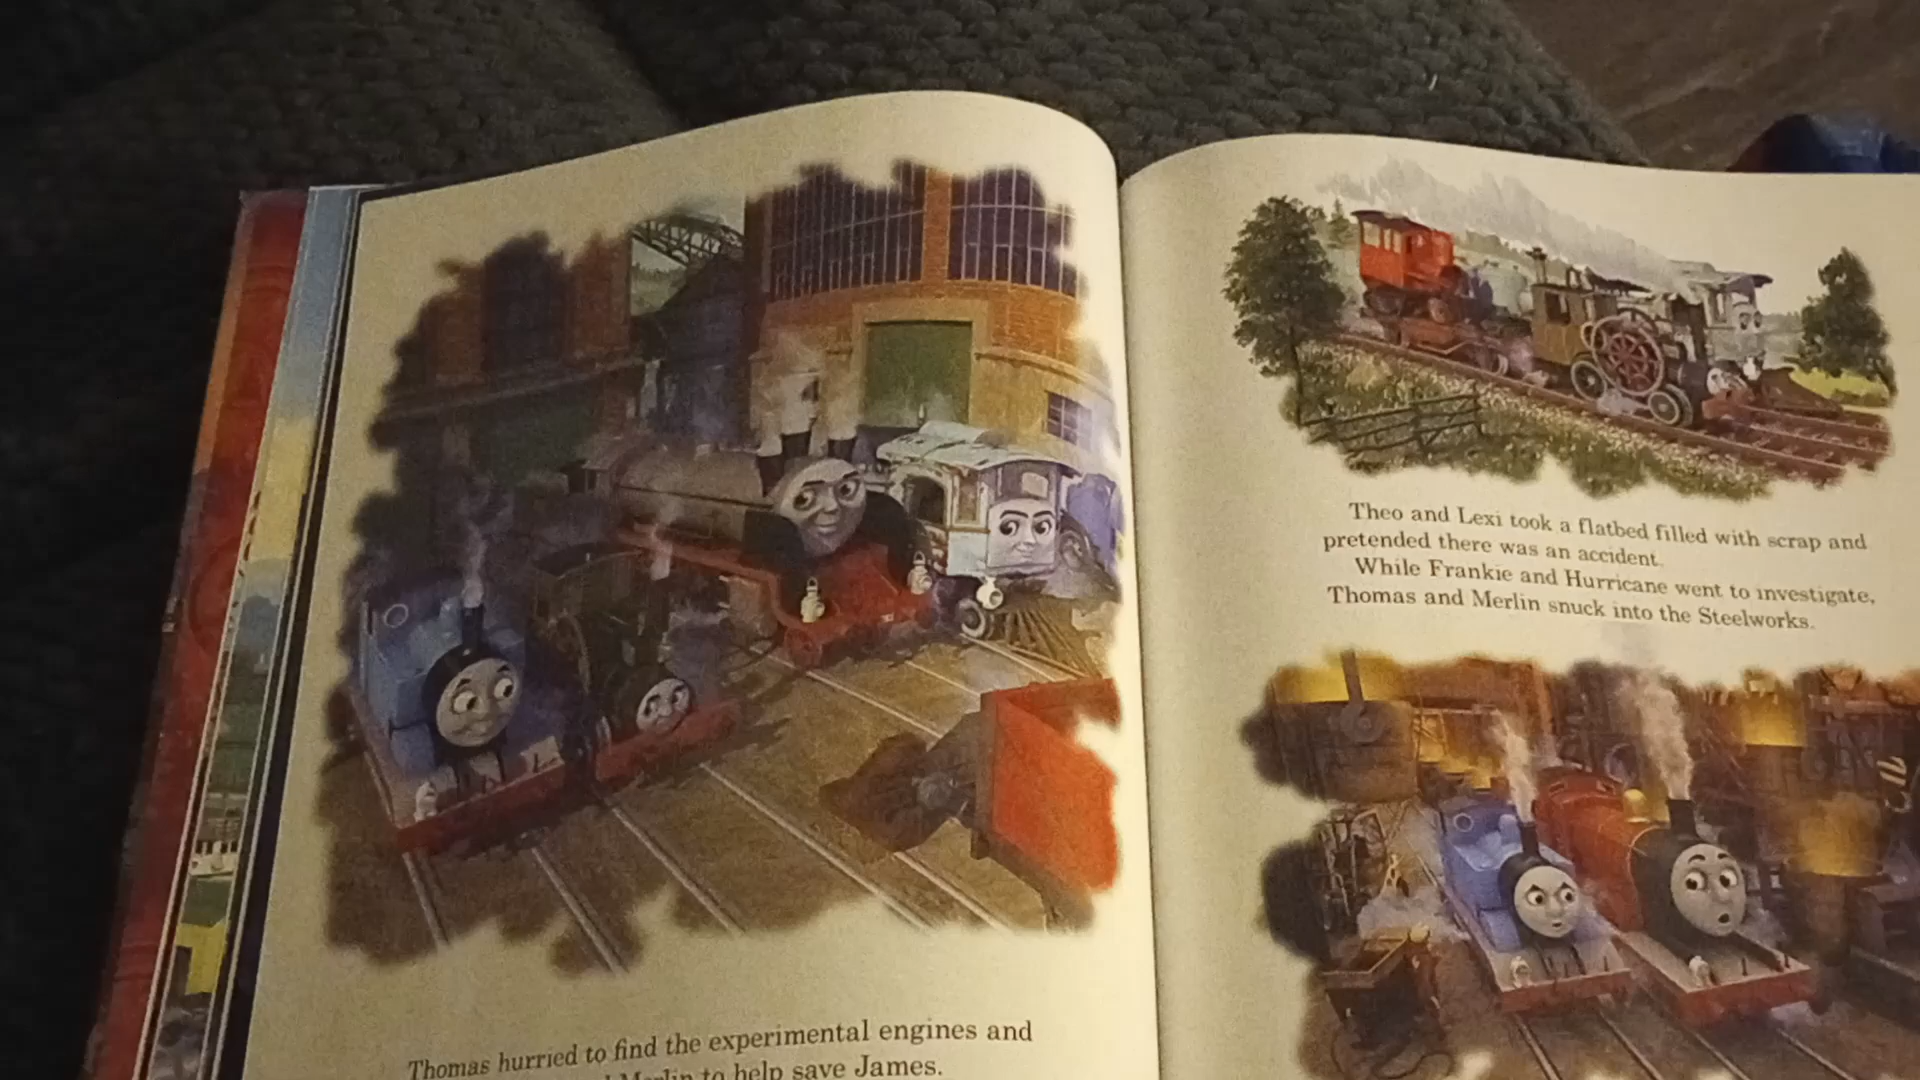 Thomas hurried to find the experimental engines and
Merlin to help save James.
Theo and Lexi took a flatbed filled with scrap and
pretended there was an accident.
While Frankie and Hurricane went to investigate,
Thomas and Merlin snuck into the Steelworks.